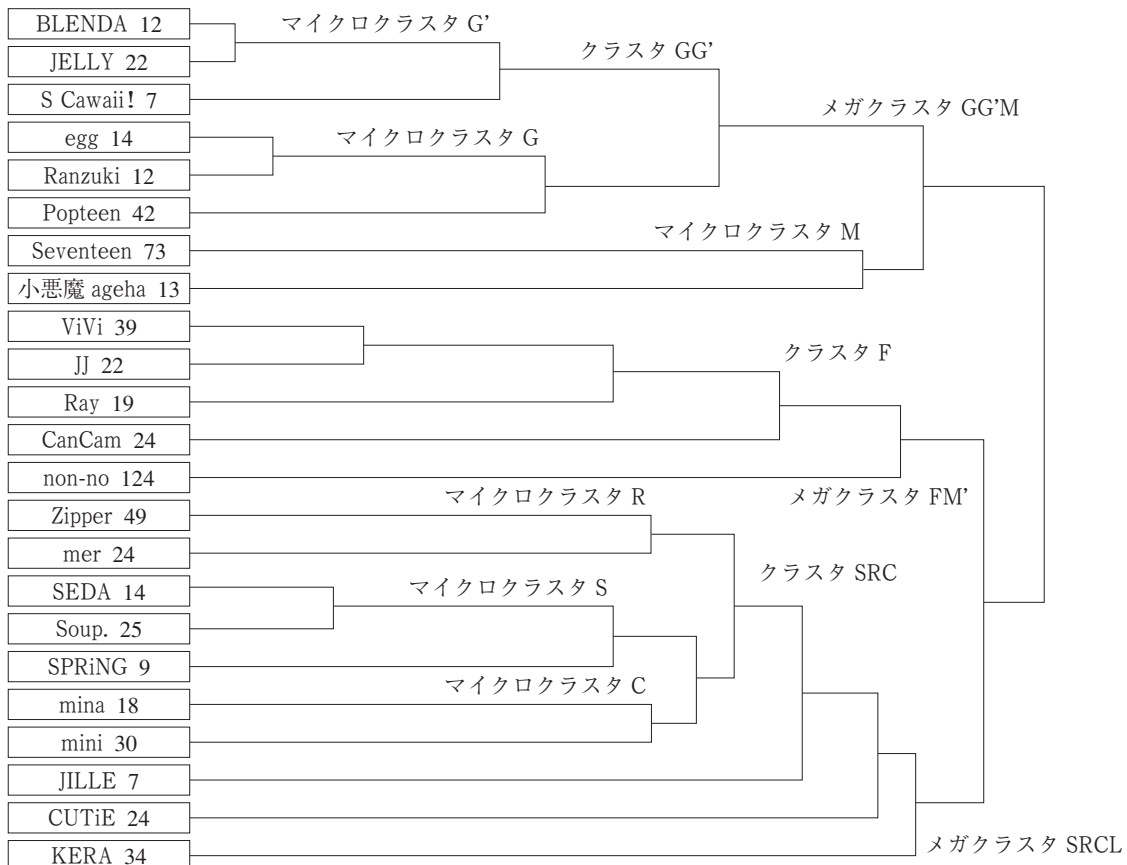 BLENDA 12
マイクロクラスタ G’
クラスタ GG’
JELLY 22
S Cawaii! 7
メガクラスタ GG’M
egg 14
マイクロクラスタ G
Ranzuki 12
Popteen 42
マイクロクラスタ M
Seventeen 73
小悪魔 ageha 13
ViVi 39
クラスタ F
JJ 22
Ray 19
CanCam 24
non-no 124
マイクロクラスタ R
メガクラスタ FM’
Zipper 49
mer 24
クラスタ SRC
SEDA 14
マイクロクラスタ S
Soup. 25
SPRiNG 9
マイクロクラスタ C
mina 18
mini 30
JILLE 7
CUTiE 24
メガクラスタ SRCL
KERA 34